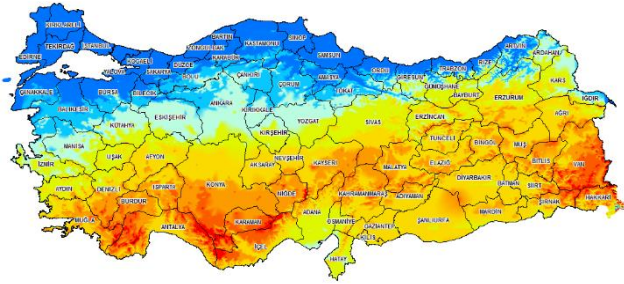 KIRKLARELİ
EDİRNE
TEKİRDAĞ
İSTANBUL
KOCAELİ
YALOVA
SAKARYA
DÜZCE
ZONGULDAK
BARTIN
KARABÜK
KASTAMONU
SİNOP
SAMSUN
ORDU
GİRESUN
TRABZON
RİZE
ARTVİN
ARDAHAN
KARS
IĞDIR
ÇANAKKALE
BALIKESİR
BURSA
BİLECİK
BOLU
ÇANKIRI
ÇORUM
AMASYA
TOKAT
GÜMÜŞHANE
BAYBURT
ERZURUM
AĞRI
KÜTAHYA
ESKİŞEHİR
ANKARA
KIRIKKALE
YOZGAT
SİVAS
ERZİNCAN
TUNCELİ
BİNGÖL
MUŞ
BİTLİS
VAN
MANİSA
İZMİR
UŞAK
AFYON
KIRŞEHİR
NEVŞEHİR
AKSARAY
KAYSERİ
MALATYA
ELAZIĞ
DİYARBAKIR
BATMAN
SİİRT
ŞIRNAK
HAKKARİ
AYDIN
DENİZLİ
BURDUR
ISPARTA
KONYA
NİĞDE
KAHRAMANMARAŞ
ADIYAMAN
MARDİN
ŞANLIURFA
MUĞLA
ANTALYA
KARAMAN
İÇEL
ADANA
OSMANİYE
GAZİANTEP
KİLİS
HATAY